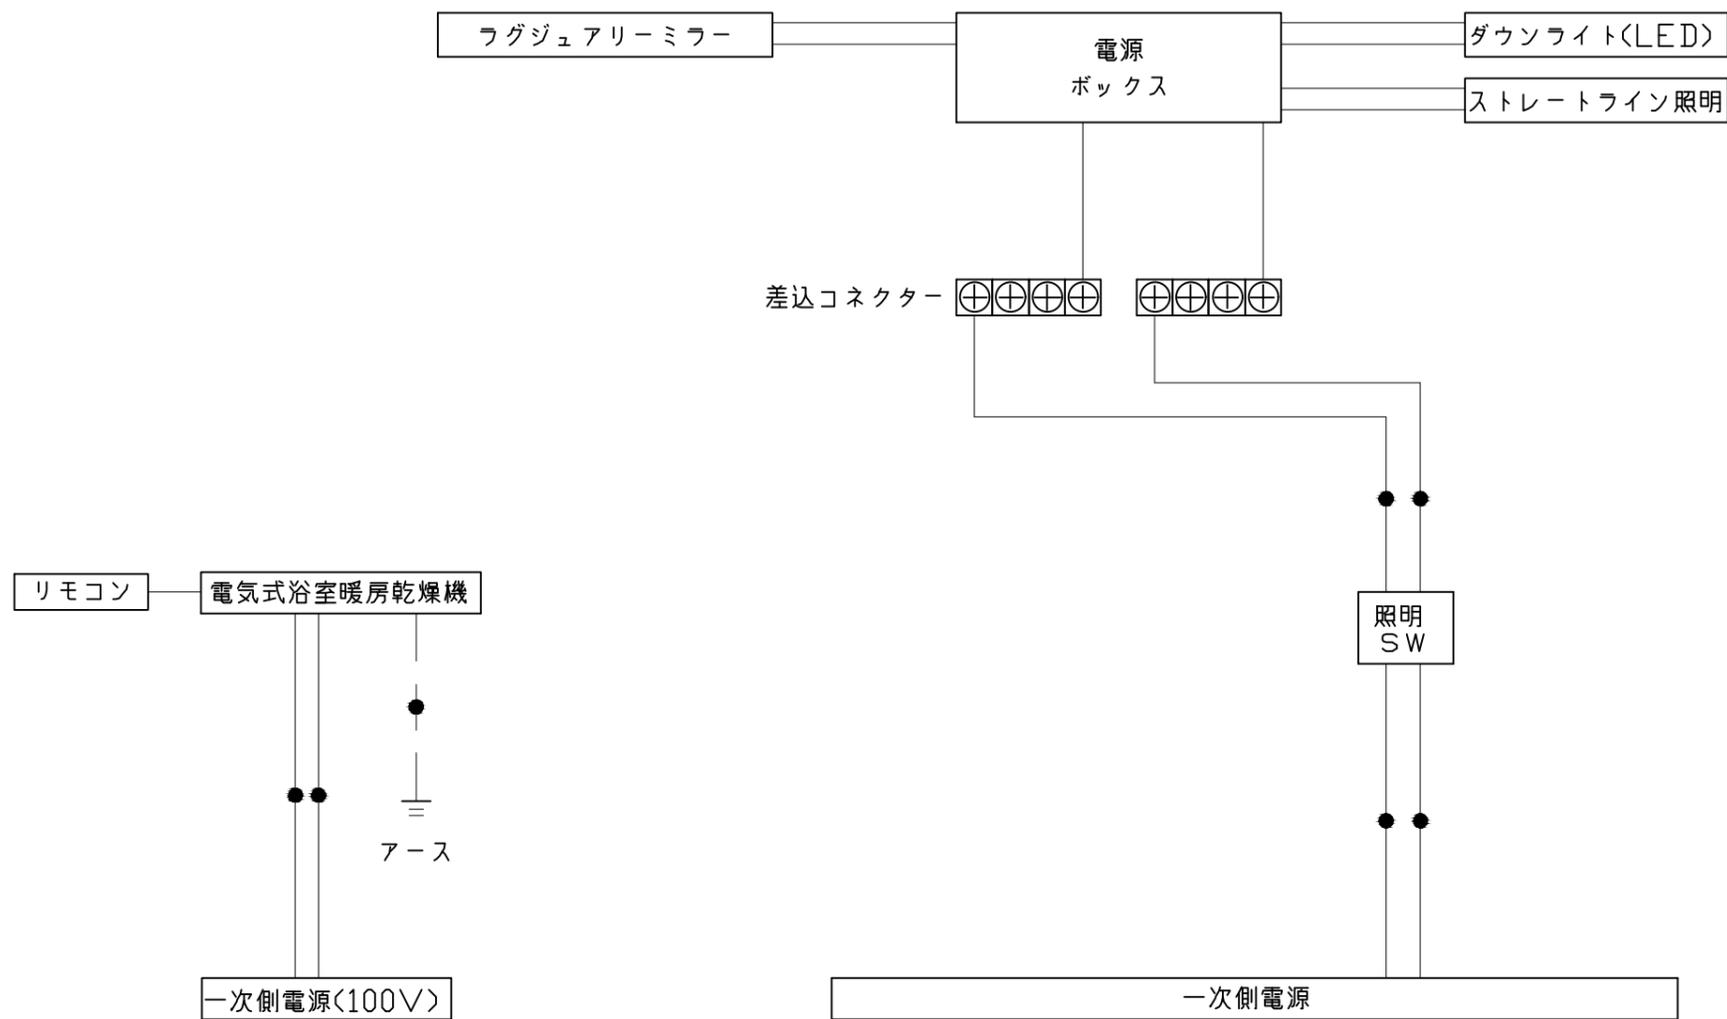 ラグジュアリーミラー
電源
ボックス
ダウンライト(LED)
ストレートライン照明
差込コネクター
リモコン
電気式浴室暖房乾燥機
照明
SW
アース
一次側電源(100V)
一次側電源